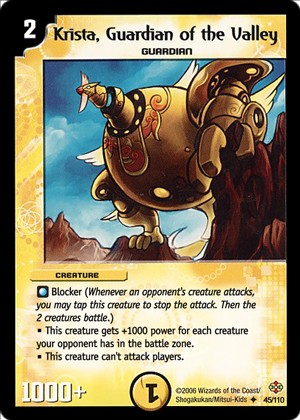 2
Krista, Guardian of the Valley
GUARDIAN
CREATURE
Blocker (Whenever an opponent's creature attacks,
you may tap this creature to stop the attack. Then the
2 creatures battle.)
▪ This creature gets +1000 power for each creature
your opponent has in the battle zone.
▪ This creature can't attack players.
1000+
1
©2006 Wizards of the Coast/
Shogakukan/Mitsui-Kids ✦ 45/110